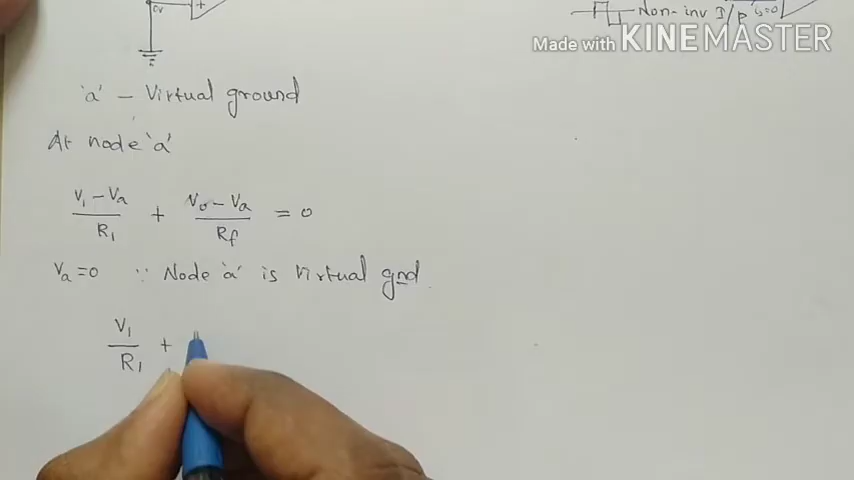 0V +
Non-inv I/p is=0
Made with KINEMASTER
'a' - Virtual ground
At node 'a'
V₁ - Va / R₁ + Vo - Va / Rf = 0
Va = 0 ∵ Node 'a' is Virtual gnd.
V₁ / R₁ +